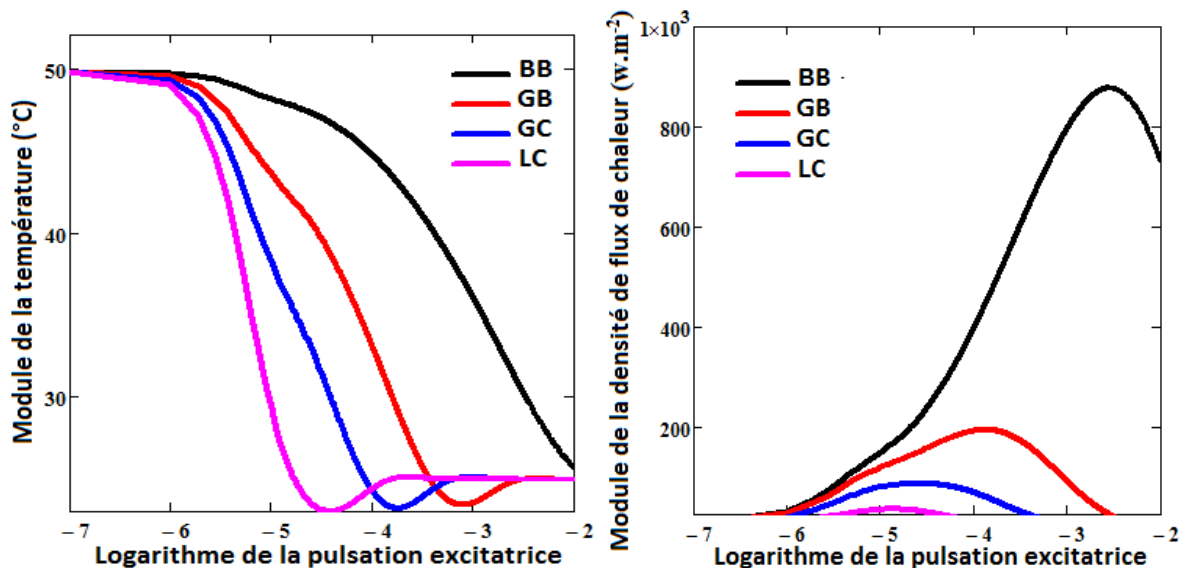 Module de la température (°C)
50
40
30
BB
GB
GC
LC
−7 −6 −5 −4 −3 −2
Logarithme de la pulsation excitatrice
Module de la densité de flux de chaleur (w.m⁻²)
1×10³
800
600
400
200
BB
GB
GC
LC
−7 −6 −5 −4 −3 −2
Logarithme de la pulsation excitatrice